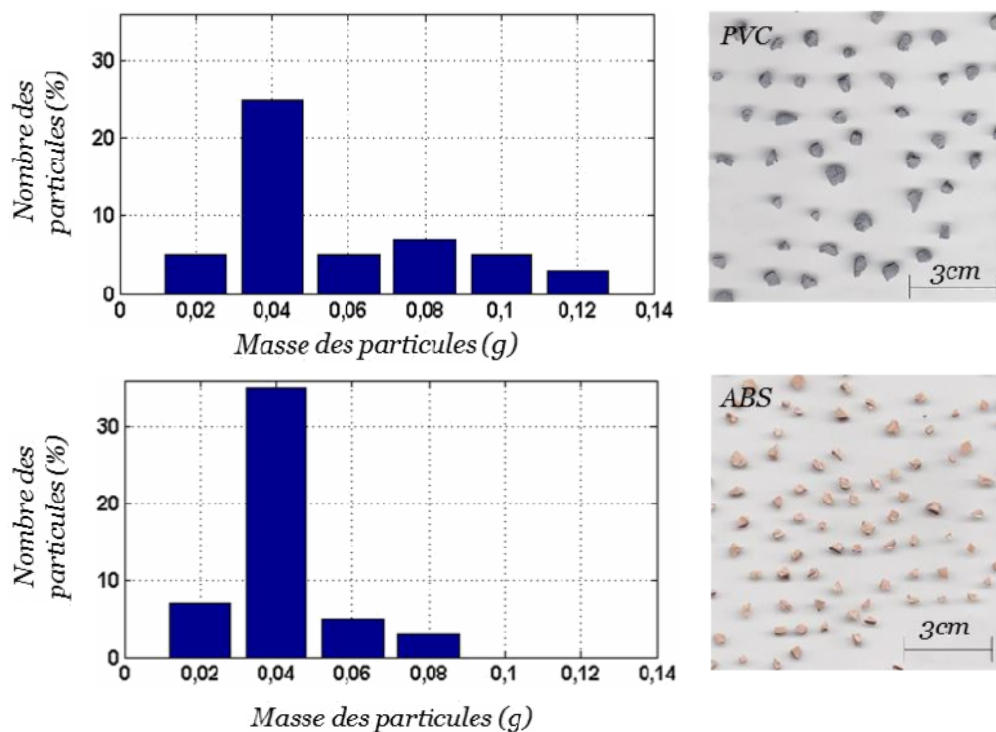 Nombre des
particules (%)
30
20
10
0
0 0,02 0,04 0,06 0,08 0,1 0,12 0,14
Masse des particules (g)
PVC
3cm
Nombre des
particules (%)
30
20
10
0
0 0,02 0,04 0,06 0,08 0,1 0,12 0,14
Masse des particules (g)
ABS
3cm